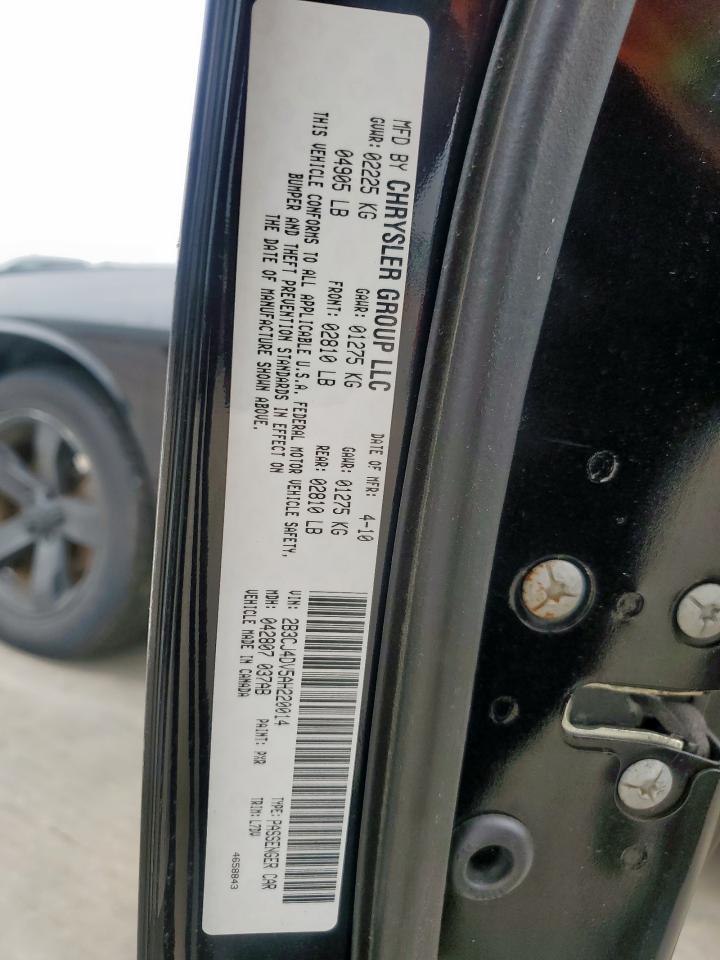 MFD BY CHRYSLER GROUP LLC DATE OF MFR: 4-10
GVWR: 02225 KG GAWR: 01275 KG GAWR: 01275 KG
04905 LB FRONT: 02810 LB REAR: 02810 LB
THIS VEHICLE CONFORMS TO ALL APPLICABLE U.S.A. FEDERAL MOTOR VEHICLE SAFETY,
BUMPER AND THEFT PREVENTION STANDARDS IN EFFECT ON
THE DATE OF MANUFACTURE SHOWN ABOVE.
VIN: 2B3CJ4DV5AH220014 TYPE: PASSENGER CAR
MDH: 042807 037AB PAINT: PXR TRIM: L7DV
VEHICLE MADE IN CANADA 4658843